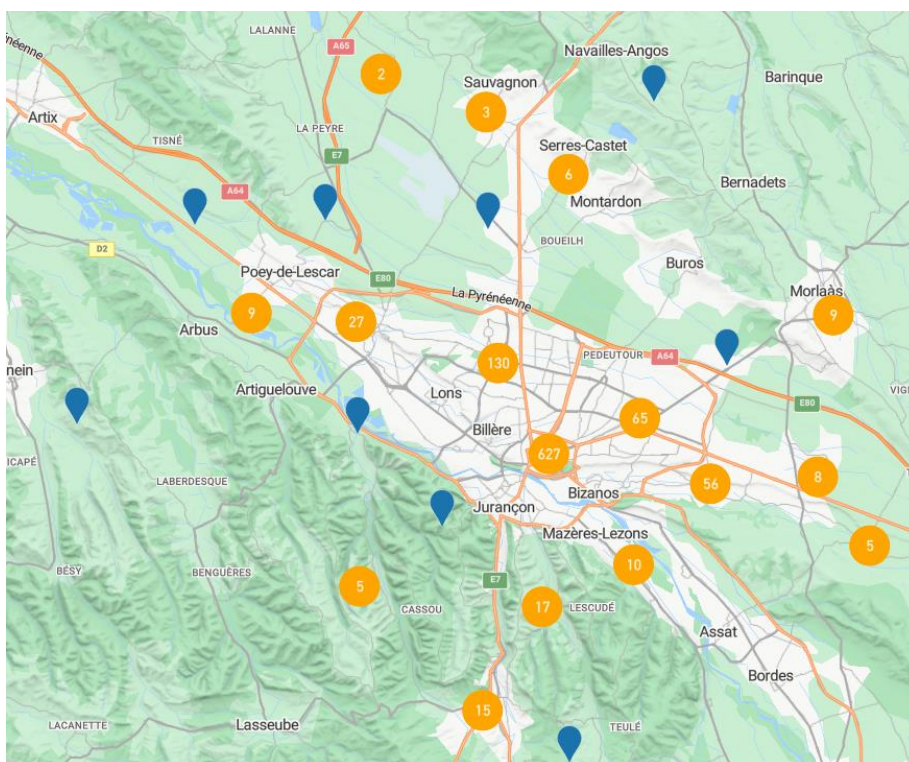 LALANNE
Pyrénéenne
A65
Navailles-Angos
2
Sauvagnon
Barinque
Artix
3
LA PEYRE
TISNÉ
Serres-Castet
E7
6
Bernadets
A64
Montardon
D2
BOUEILH
Poey-de-Lescar
E80
Buros
La Pyrénéenne
Morlaàs
9
27
9
Arbus
PEDEUTOUR
A64
130
nein
Artiguelouve
Lons
VIG
E80
65
Billère
627
ICAPÉ
LABERDESQUE
56
8
Bizanos
Jurançon
Mazères-Lezons
5
BÉSY
BENGUÈRES
10
5
E7
CASSOU
17
LESCUDÉ
Assat
Bordes
15
LACANETTE
Lasseube
TEULÉ